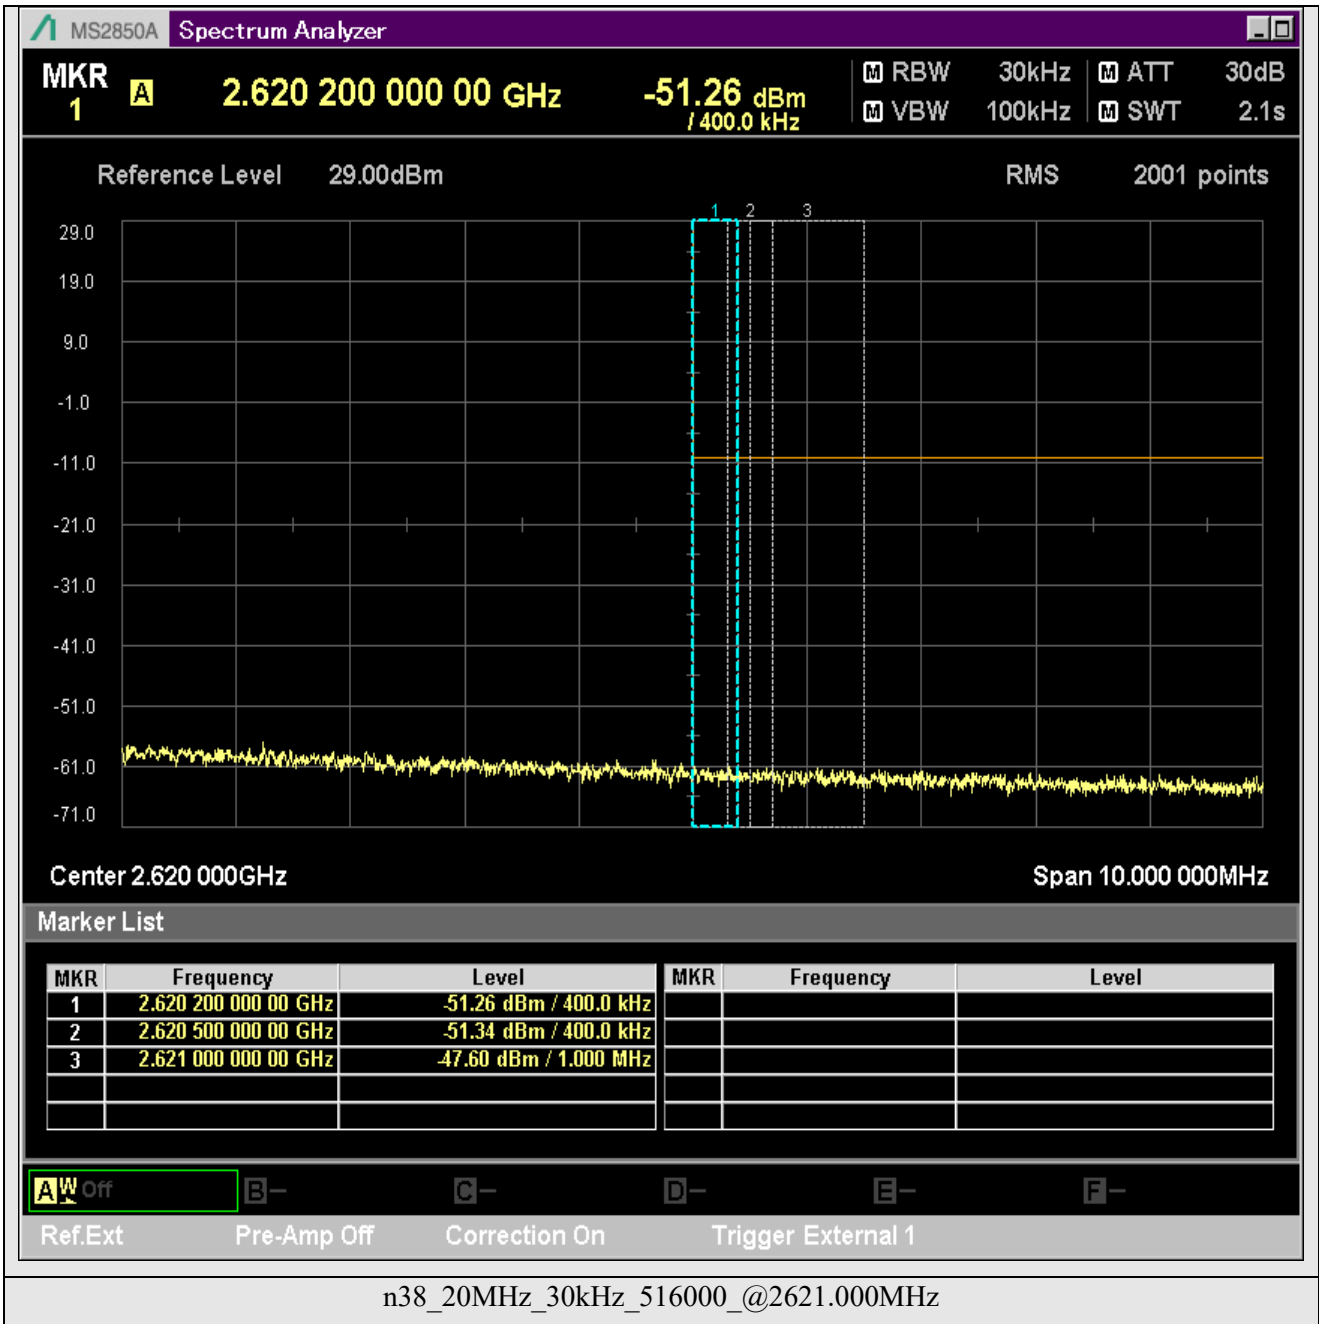 MS2850A Spectrum Analyzer
MKR 1 A 2.620 200 000 00 GHz -51.26 dBm / 400.0 kHz
M RBW 30kHz M ATT 30dB
M VBW 100kHz M SWT 2.1s
Reference Level 29.00dBm RMS 2001 points
1 2 3
29.0
19.0
9.0
-1.0
-11.0
-21.0
-31.0
-41.0
-51.0
-61.0
-71.0
Center 2.620 000GHz Span 10.000 000MHz
Marker List
MKR Frequency Level MKR Frequency Level
1 2.620 200 000 00 GHz -51.26 dBm / 400.0 kHz
2 2.620 500 000 00 GHz -51.34 dBm / 400.0 kHz
3 2.621 000 000 00 GHz -47.60 dBm / 1.000 MHz
A W Off B- C- D- E- F-
Ref.Ext Pre-Amp Off Correction On Trigger External 1
n38_20MHz_30kHz_516000_@2621.000MHz